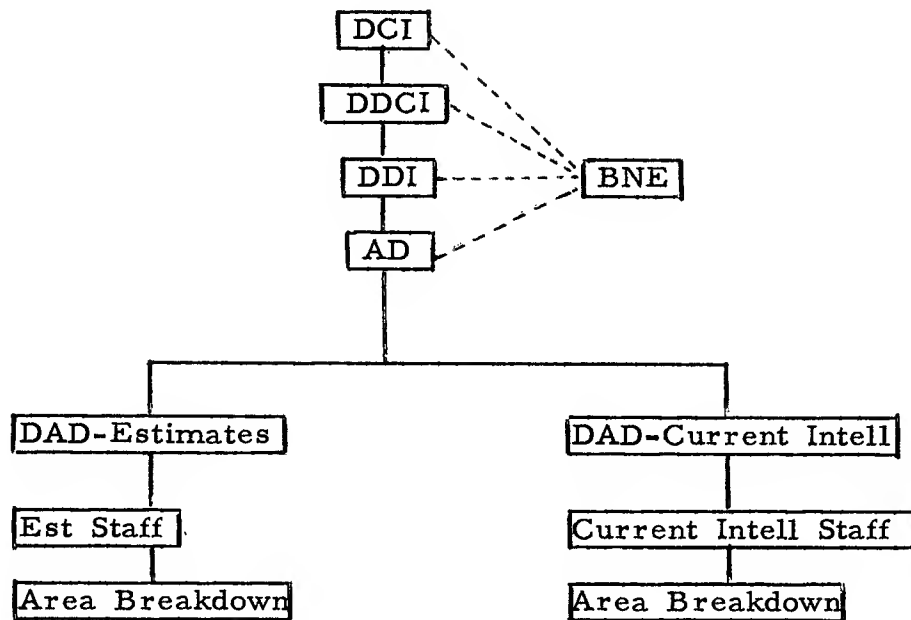 DCI
DDCI
DDI
BNE
AD
DAD-Estimates
DAD-Current Intell
Est Staff
Current Intell Staff
Area Breakdown
Area Breakdown